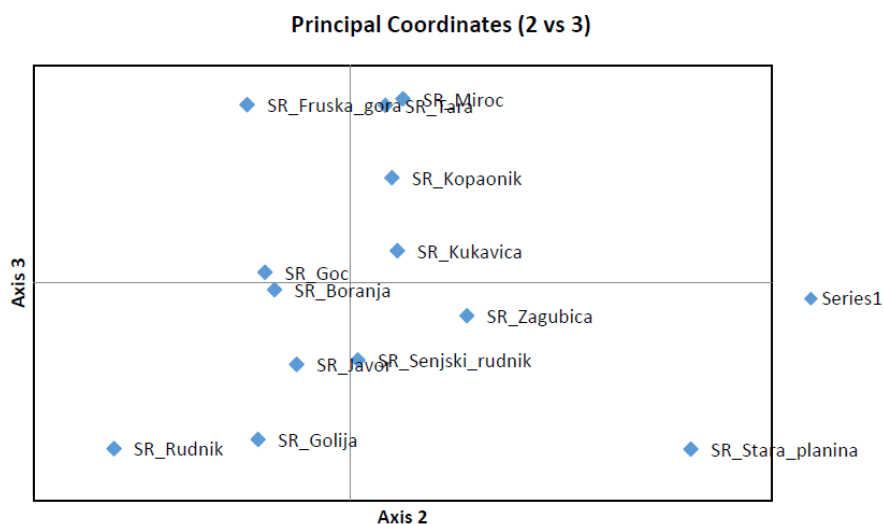 Principal Coordinates (2 vs 3)
SR_Miroc
SR_Fruska_gora
SR_Tara
SR_Kopaonik
SR_Kukavica
SR_Goc
SR_Boranja
SR_Zagubica
SR_Senjski_rudnik
SR_Javor
SR_Golija
SR_Rudnik
SR_Stara_planina
Axis 3
Axis 2
Series1